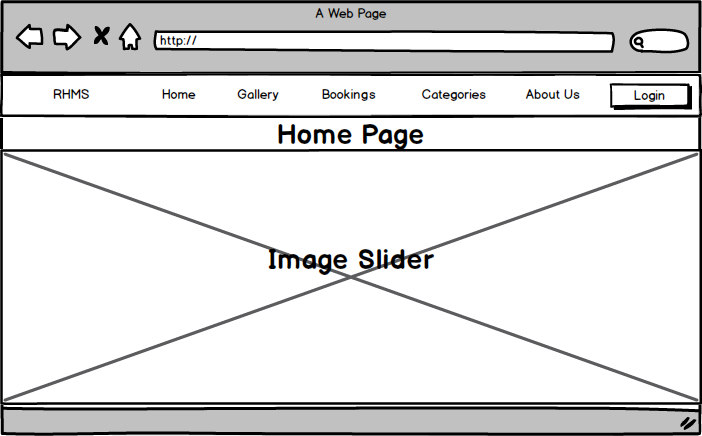 A Web Page
http://
RHMS Home Gallery Bookings Categories About Us Login
Home Page
Image Slider